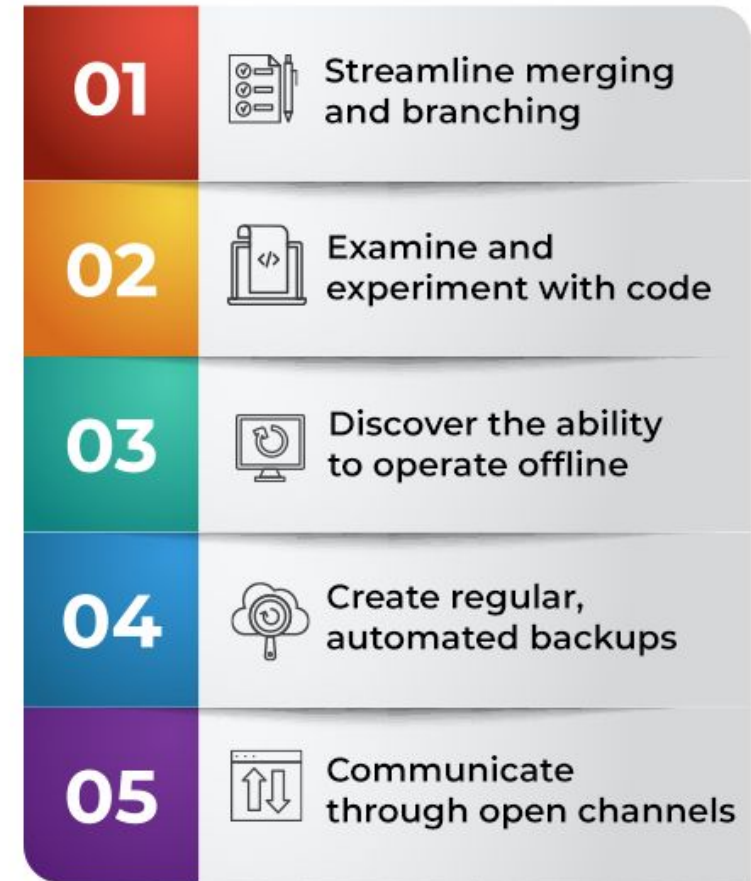 01
Streamline merging
and branching
02
</>
Examine and
experiment with code
03
Discover the ability
to operate offline
04
Create regular,
automated backups
05
Communicate
through open channels